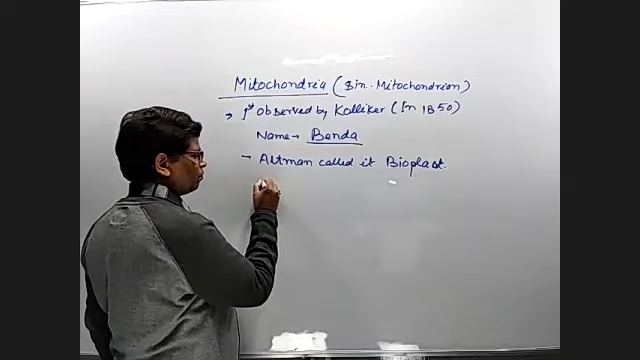 Mitochondria (Sin. Mitochondrion)
→ 1st Observed by Kolliker (In 1850)
Name → Benda
→ Altman called it Bioplast.